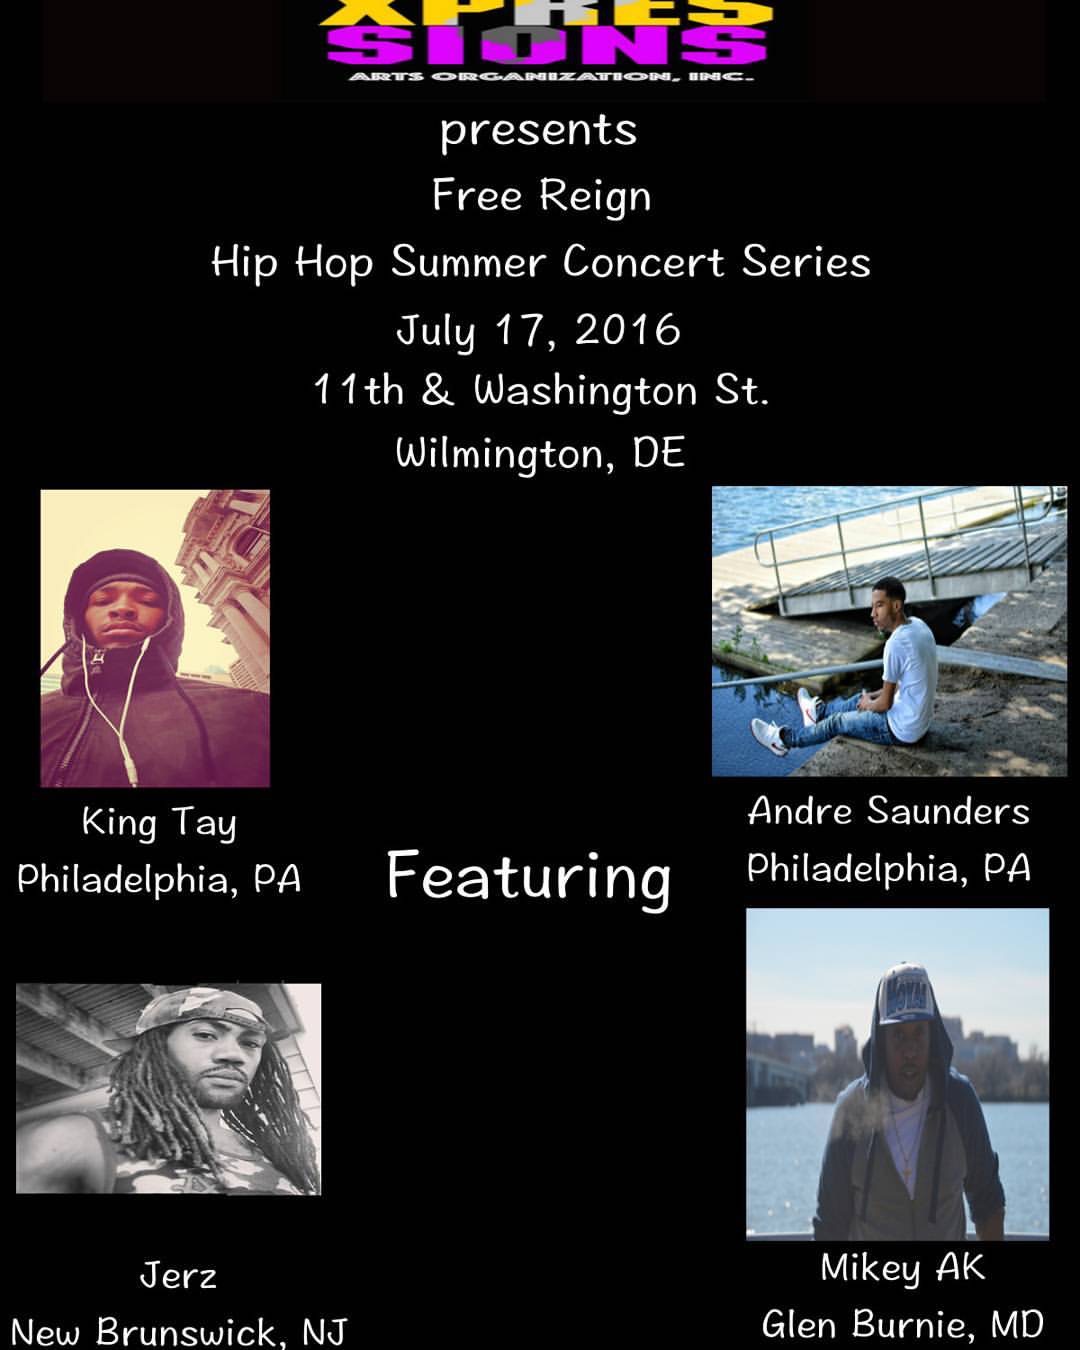 XPRES
SIONS
ARTS ORGANIZATION, INC.
presents
Free Reign
Hip Hop Summer Concert Series
July 17, 2016
11th & Washington St.
Wilmington, DE
King Tay
Philadelphia, PA
Andre Saunders
Philadelphia, PA
Featuring
Jerz
New Brunswick, NJ
Mikey AK
Glen Burnie, MD